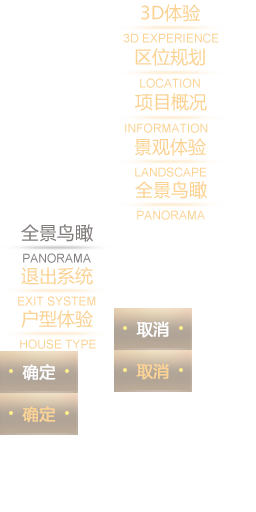 3D体验
3D EXPERIENCE
区位规划
LOCATION
项目概况
INFORMATION
景观体验
LANDSCAPE
全景鸟瞰
PANORAMA
全景鸟瞰
PANORAMA
退出系统
EXIT SYSTEM
户型体验
HOUSE TYPE
· 取消 ·
· 确定 ·
· 取消 ·
· 确定 ·